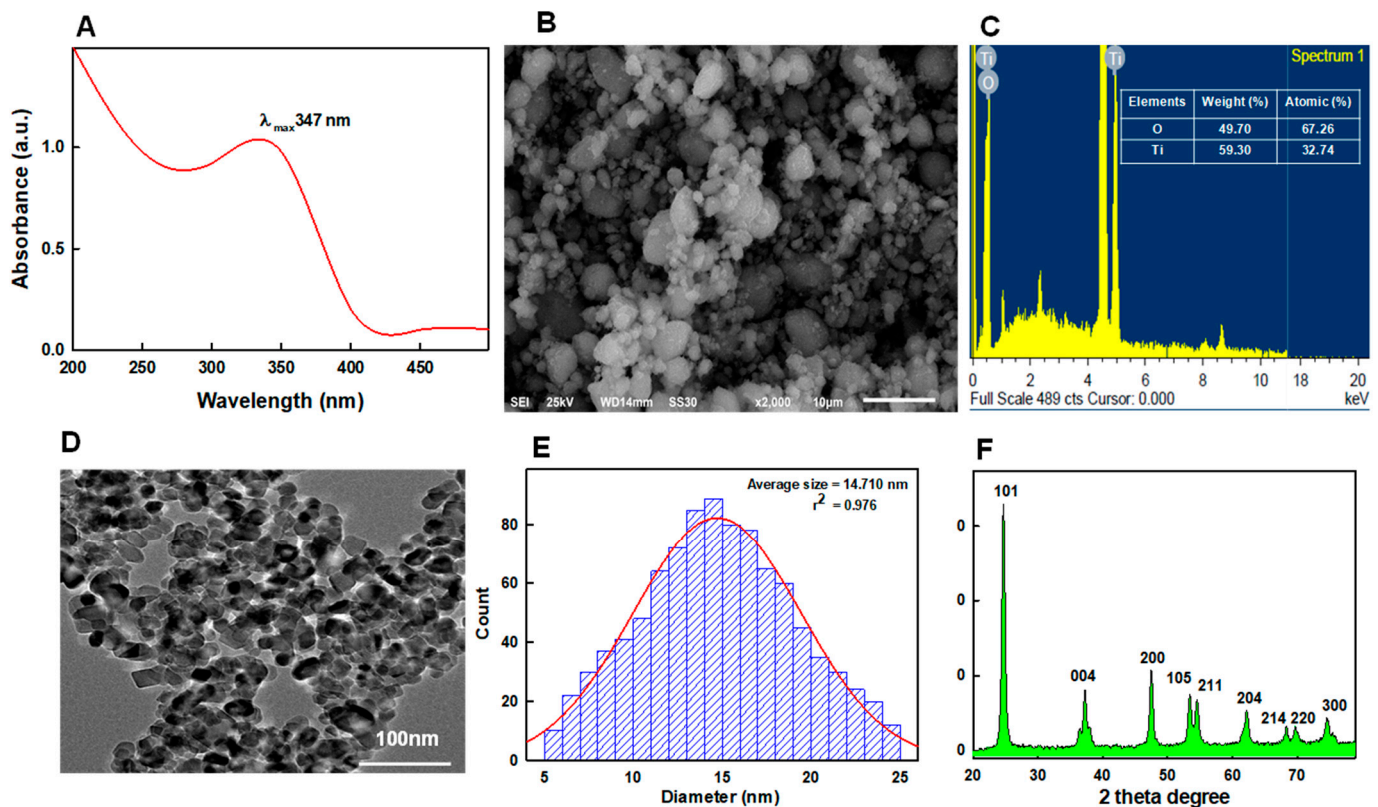 A
λmax 347 nm
Absorbance (a.u.)
1.0
0.5
0.0
200 250 300 350 400 450
Wavelength (nm)
B
SEI 25kV WD14mm SS30 x2,000 10µm
C
Spectrum 1
Ti
O
Ti
Elements Weight (%) Atomic (%)
O 49.70 67.26
Ti 59.30 32.74
0 2 4 6 8 10 18 20
Full Scale 489 cts Cursor: 0.000 keV
D
100nm
E
Average size = 14.710 nm
r2 = 0.976
Count
80
60
40
20
0
5 10 15 20 25
Diameter (nm)
F
101
004
200
105
211
204
214
220
300
0
0
0
0
20 30 40 50 60 70
2 theta degree